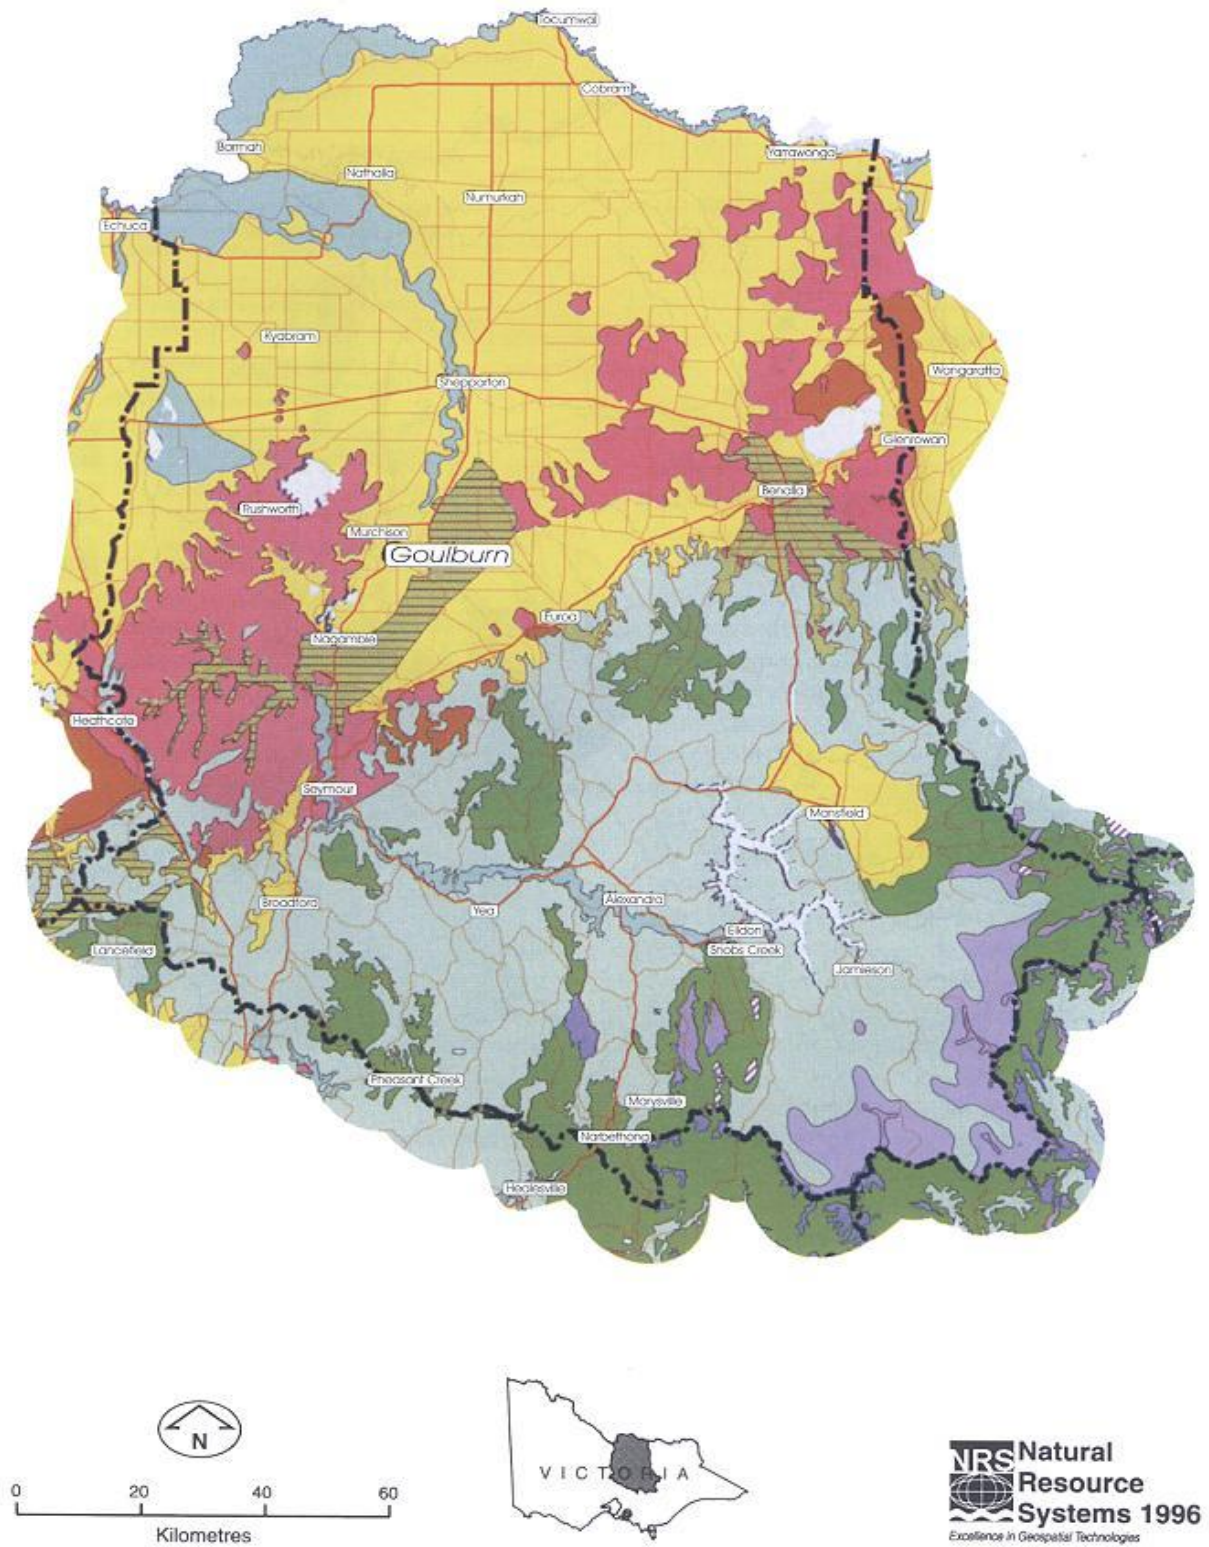 Tocumwal
Cobram
Barmah
Yarrawonga
Nathalia
Numurkah
Echuca
Kyabram
Wangaratta
Shepparton
Glenrowan
Benalla
Rushworth
Murchison
Goulburn
Euroa
Nagambie
Heathcote
Seymour
Mansfield
Broadford
Yea
Alexandra
Eildon
Snobs Creek
Lancefield
Jamieson
Pheasant Creek
Marysville
Narbethong
Healesville
N
0 20 40 60
Kilometres
VICTORIA
NRS
Natural
Resource
Systems 1996
Excellence in Geospatial Technologies